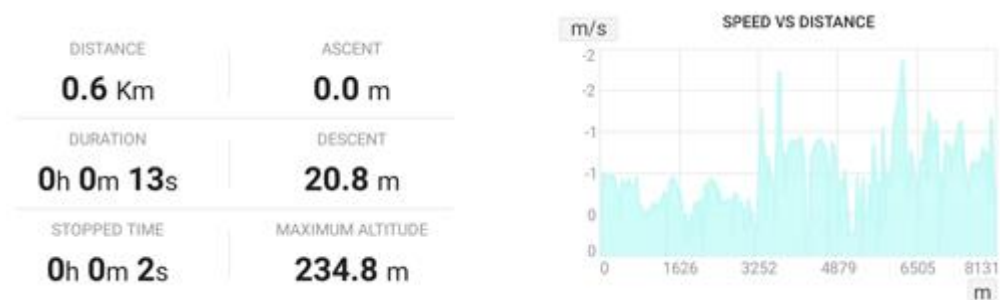 DISTANCE
0.6 Km
ASCENT
0.0 m
DURATION
0h 0m 13s
DESCENT
20.8 m
STOPPED TIME
0h 0m 2s
MAXIMUM ALTITUDE
234.8 m
SPEED VS DISTANCE
m/s
-2
-2
-1
-1
0
0
0 1626 3252 4879 6505 8131
m